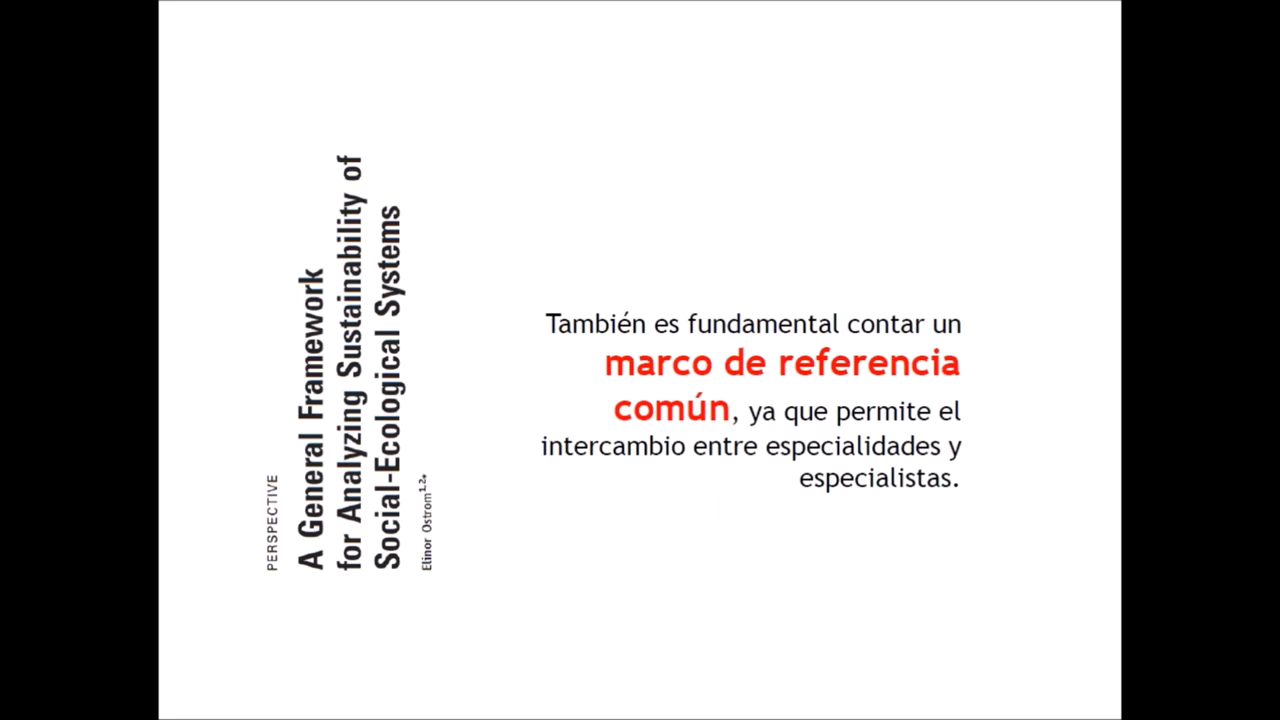 PERSPECTIVE
A General Framework
for Analyzing Sustainability of
Social-Ecological Systems
Elinor Ostrom1,2*
También es fundamental contar un
marco de referencia
común, ya que permite el
intercambio entre especialidades y
especialistas.